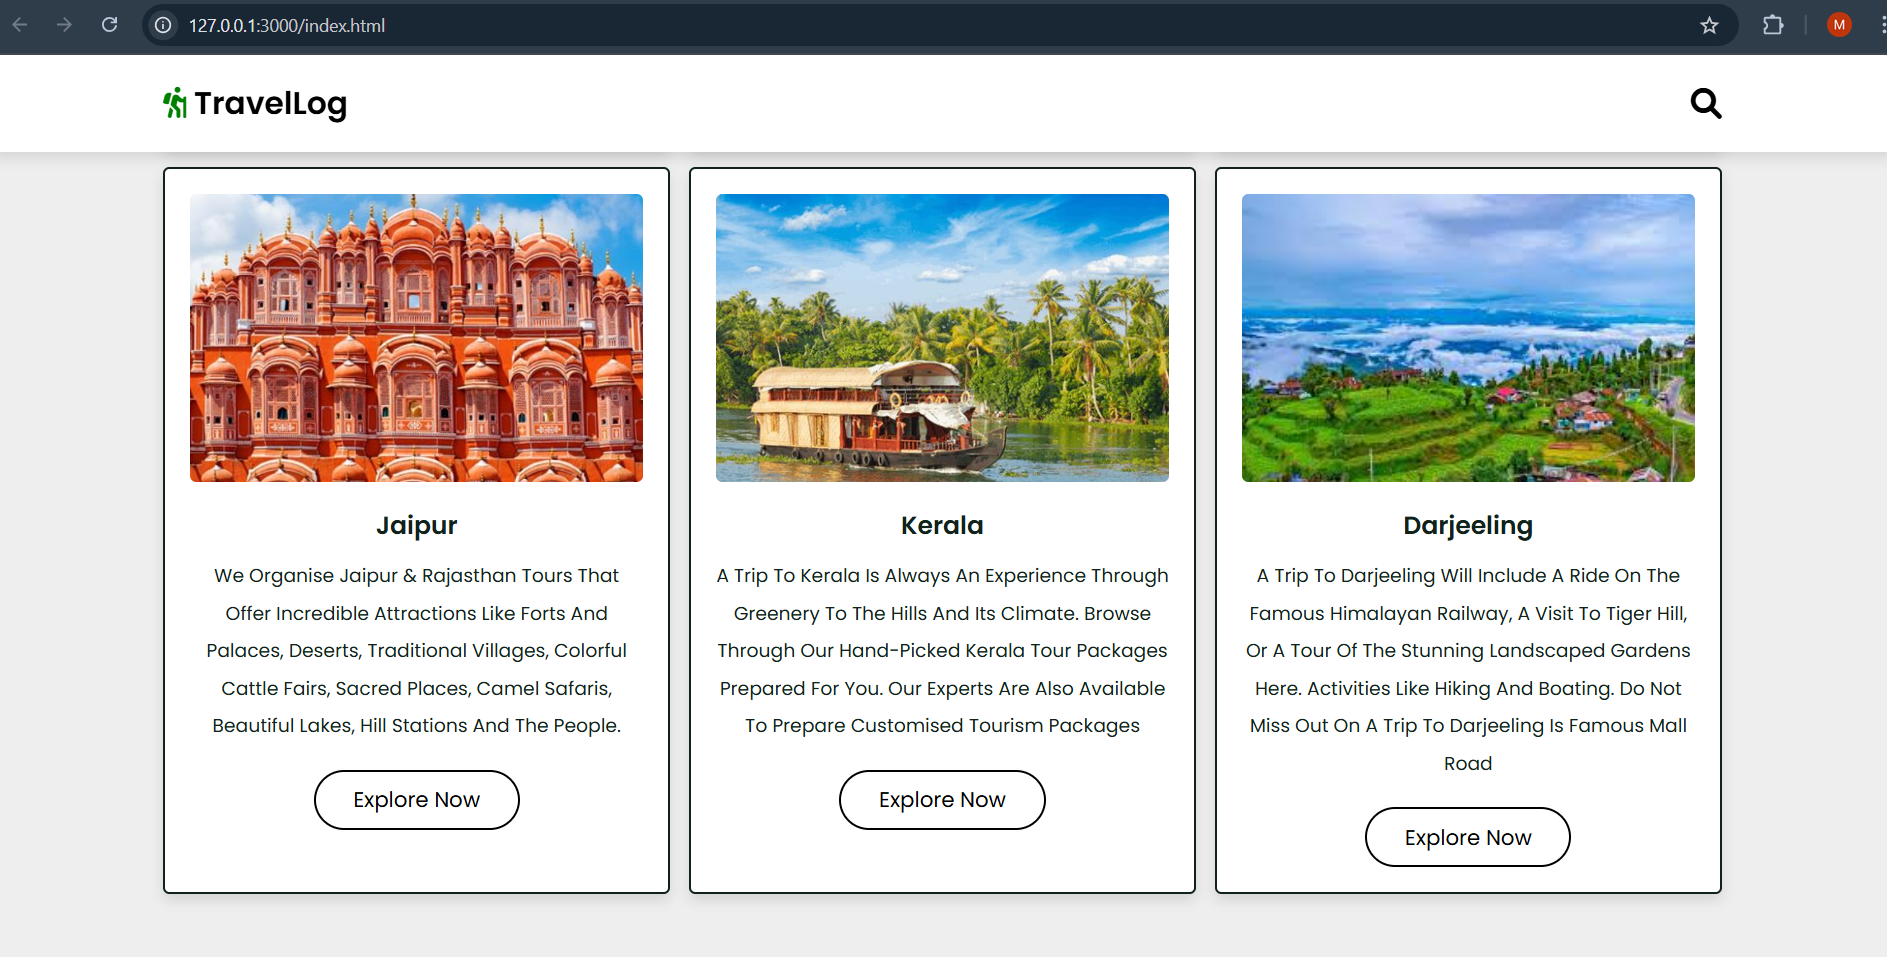 127.0.0.1:3000/index.html
M
TravelLog
Jaipur
We Organise Jaipur & Rajasthan Tours That
Offer Incredible Attractions Like Forts And
Palaces, Deserts, Traditional Villages, Colorful
Cattle Fairs, Sacred Places, Camel Safaris,
Beautiful Lakes, Hill Stations And The People.
Explore Now
Kerala
A Trip To Kerala Is Always An Experience Through
Greenery To The Hills And Its Climate. Browse
Through Our Hand-Picked Kerala Tour Packages
Prepared For You. Our Experts Are Also Available
To Prepare Customised Tourism Packages
Explore Now
Darjeeling
A Trip To Darjeeling Will Include A Ride On The
Famous Himalayan Railway, A Visit To Tiger Hill,
Or A Tour Of The Stunning Landscaped Gardens
Here. Activities Like Hiking And Boating. Do Not
Miss Out On A Trip To Darjeeling Is Famous Mall
Road
Explore Now